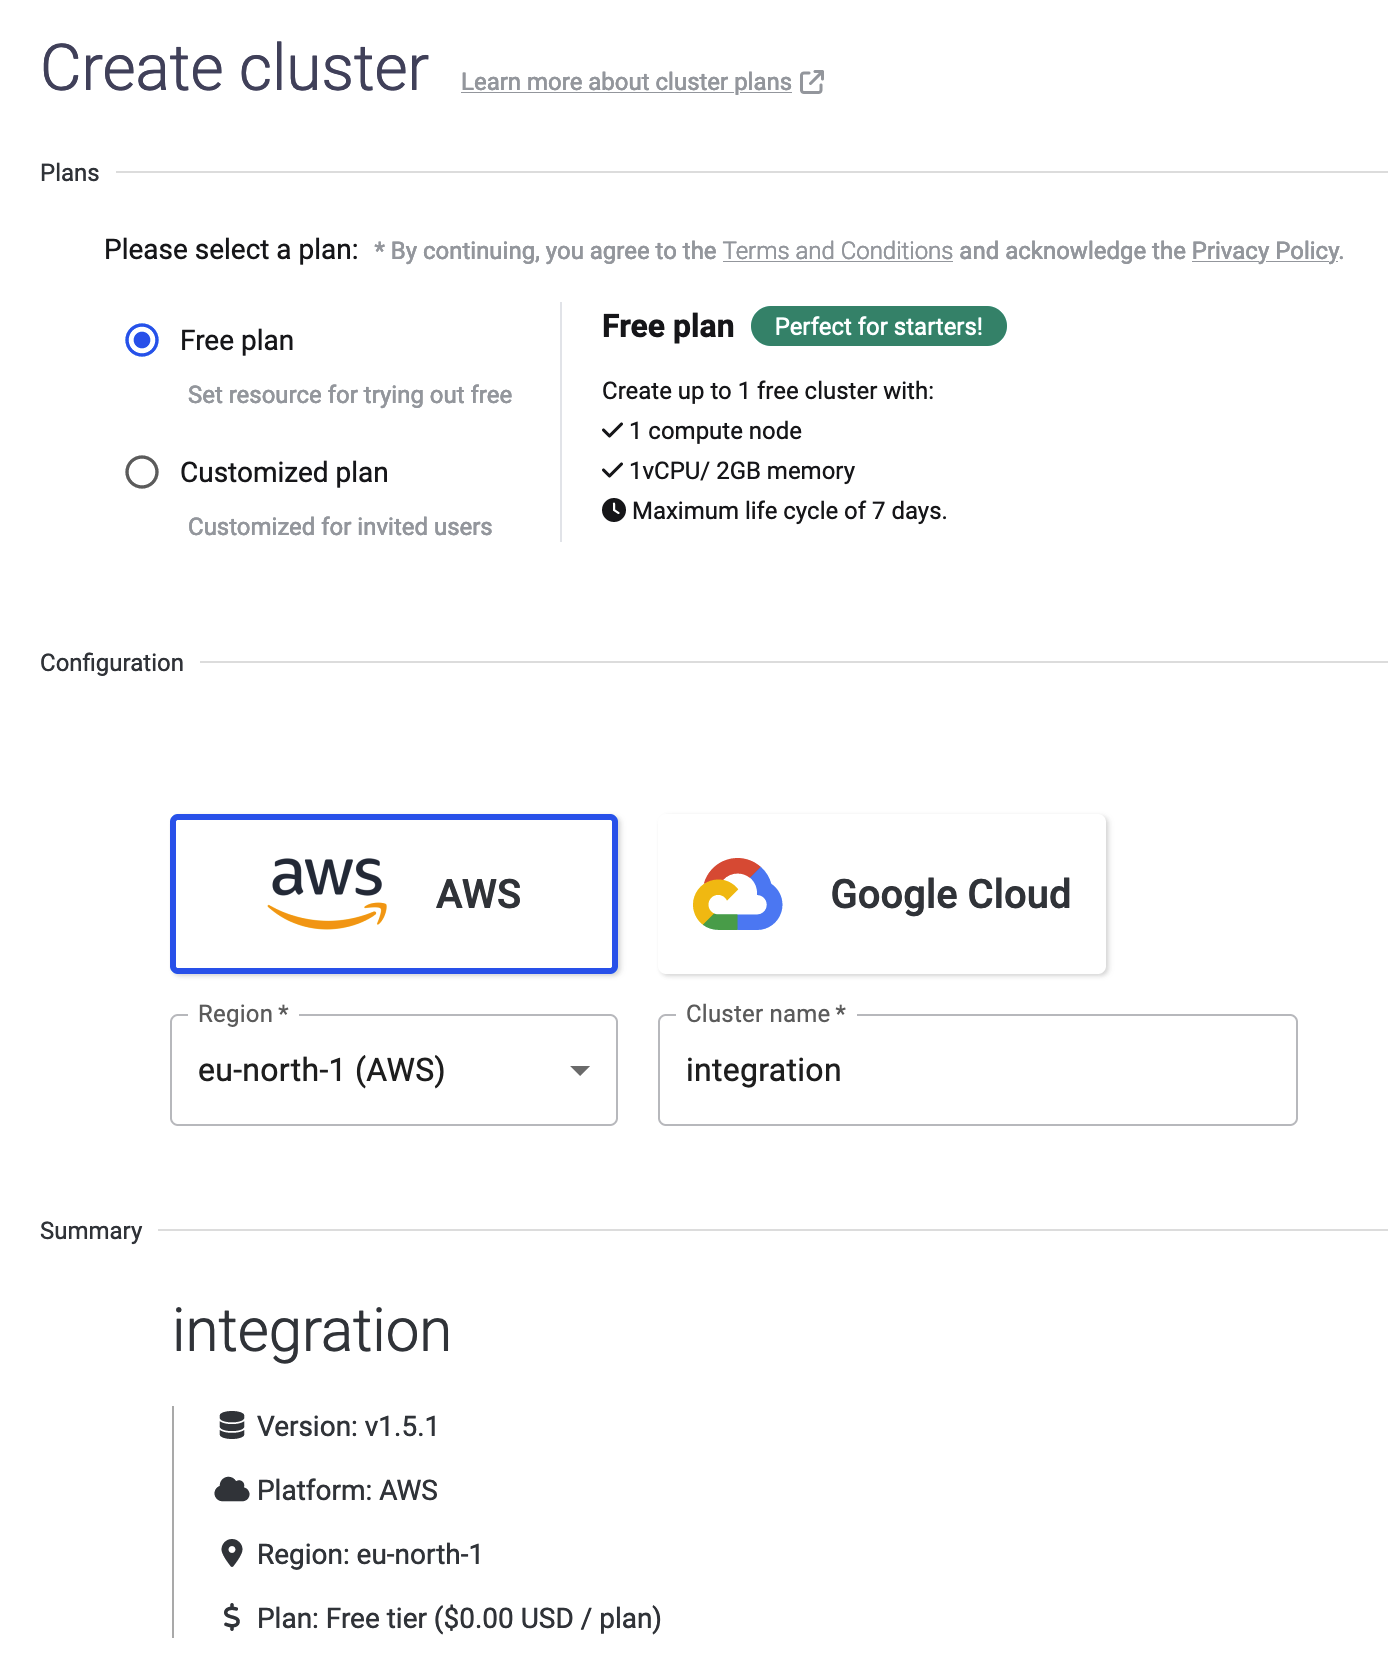 Create cluster Learn more about cluster plans
Plans
Please select a plan: * By continuing, you agree to the Terms and Conditions and acknowledge the Privacy Policy.
Free plan
Set resource for trying out free
Customized plan
Customized for invited users
Free plan Perfect for starters!
Create up to 1 free cluster with:
1 compute node
1vCPU/ 2GB memory
Maximum life cycle of 7 days.
Configuration
aws AWS
Google Cloud
Region *
eu-north-1 (AWS)
Cluster name *
integration
Summary
integration
Version: v1.5.1
Platform: AWS
Region: eu-north-1
$ Plan: Free tier ($0.00 USD / plan)